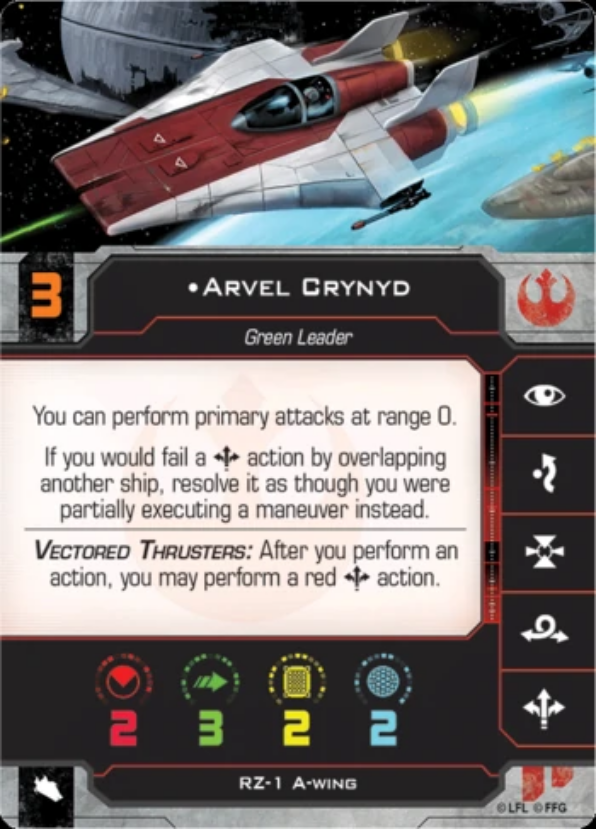 3
•ARVEL CRYNYD
Green Leader
You can perform primary attacks at range 0.
If you would fail a action by overlapping
another ship, resolve it as though you were
partially executing a maneuver instead.
VECTORED THRUSTERS: After you perform an
action, you may perform a red action.
2 3 2 2
RZ-1 A-WING
©LFL ©FFG